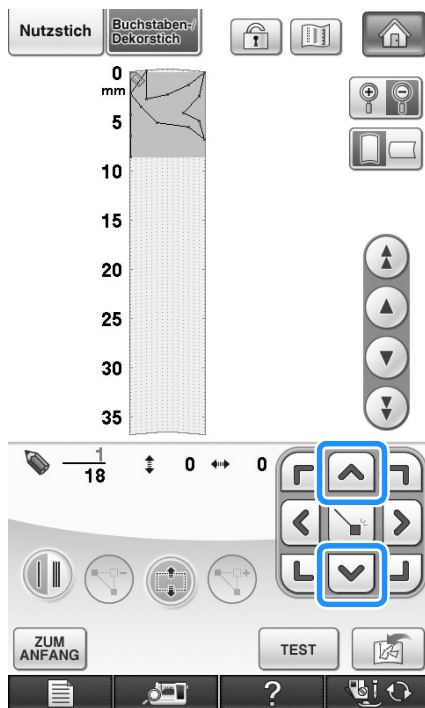 Nutzstich
Buchstaben-/
Dekorstich
0
mm
5
10
15
20
25
30
35
1
18
0
0
ZUM
ANFANG
TEST
?